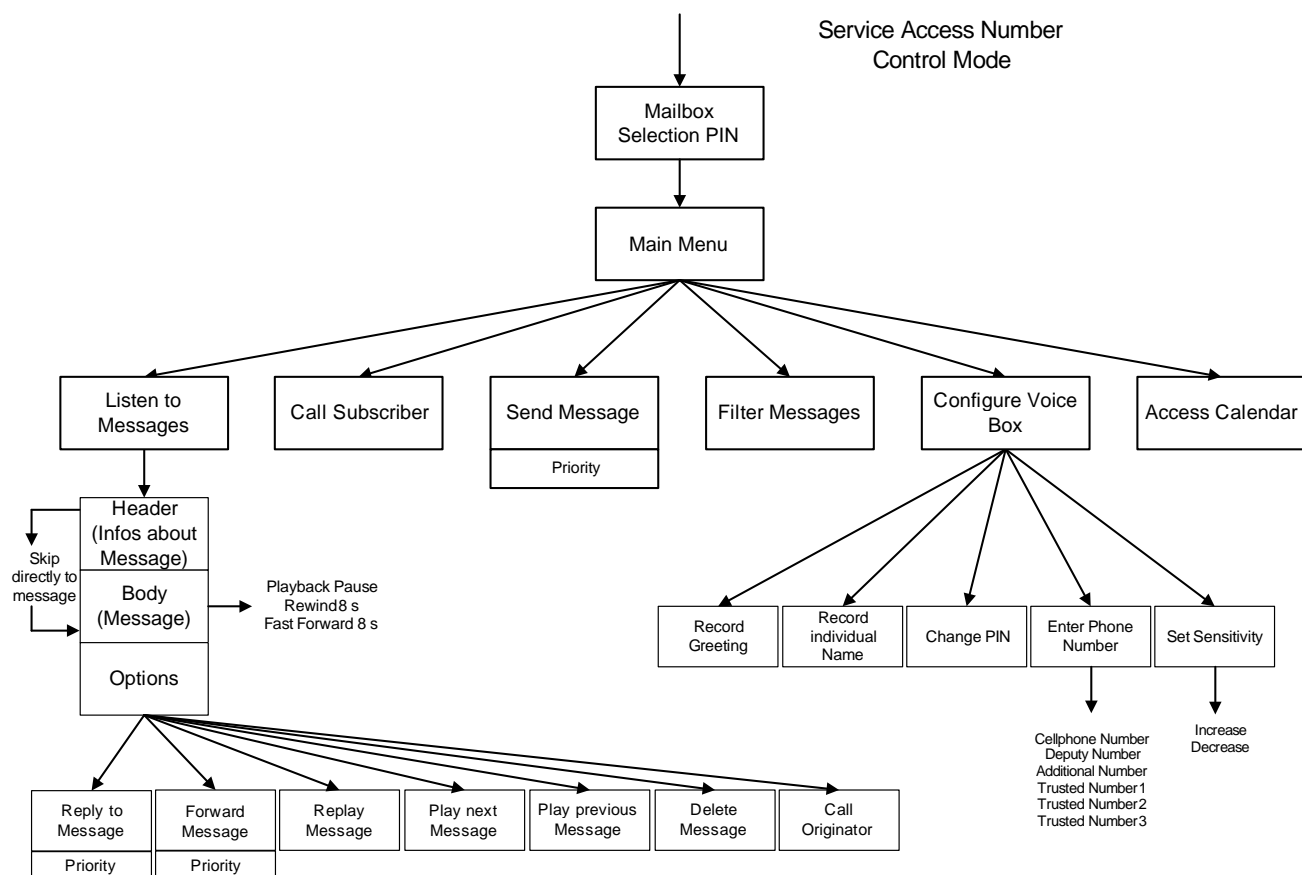 Service Access Number
Control Mode
Mailbox
Selection PIN
Main Menu
Listen to
Messages
Call Subscriber
Send Message
Priority
Filter Messages
Configure Voice
Box
Access Calendar
Header
(Infos about
Message)
Skip
directly to
message
Body
(Message)
Playback Pause
Rewind8 s
Fast Forward 8 s
Options
Record
Greeting
Record
individual
Name
Change PIN
Enter Phone
Number
Set Sensitivity
Cellphone Number
Deputy Number
Additional Number
Trusted Number1
Trusted Number2
Trusted Number3
Increase
Decrease
Reply to
Message
Priority
Forward
Message
Priority
Replay
Message
Play next
Message
Play previous
Message
Delete
Message
Call
Originator